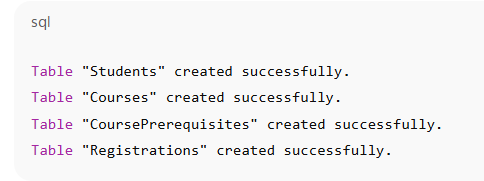 sql
Table "Students" created successfully.
Table "Courses" created successfully.
Table "CoursePrerequisites" created successfully.
Table "Registrations" created successfully.